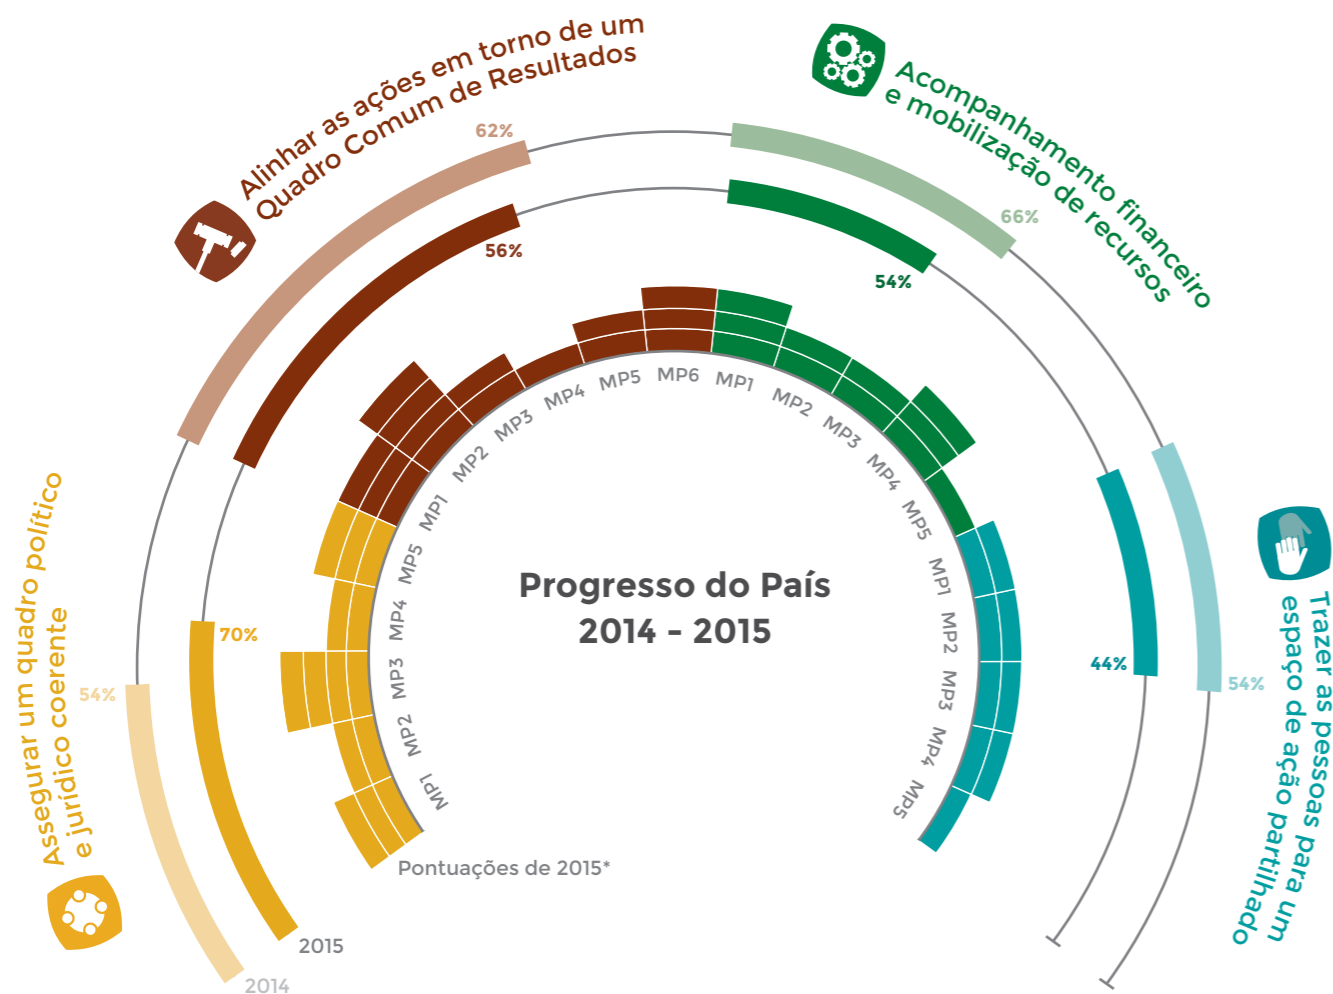 Alinhar as ações em torno de um
Quadro Comum de Resultados
62%
56%
Acompanhamento financeiro
e mobilização de recursos
66%
54%
Assegurar um quadro político
e jurídico coerente
54%
70%
2015
2014
Trazer as pessoas para um
espaço de ação partilhado
44%
54%
MP1
MP2
MP3
MP4
MP5
MP1
MP2
MP3
MP4
MP5
MP6
MP1
MP2
MP3
MP4
MP5
MP1
MP2
MP3
MP4
MP5
Progresso do País
2014 - 2015
Pontuações de 2015*